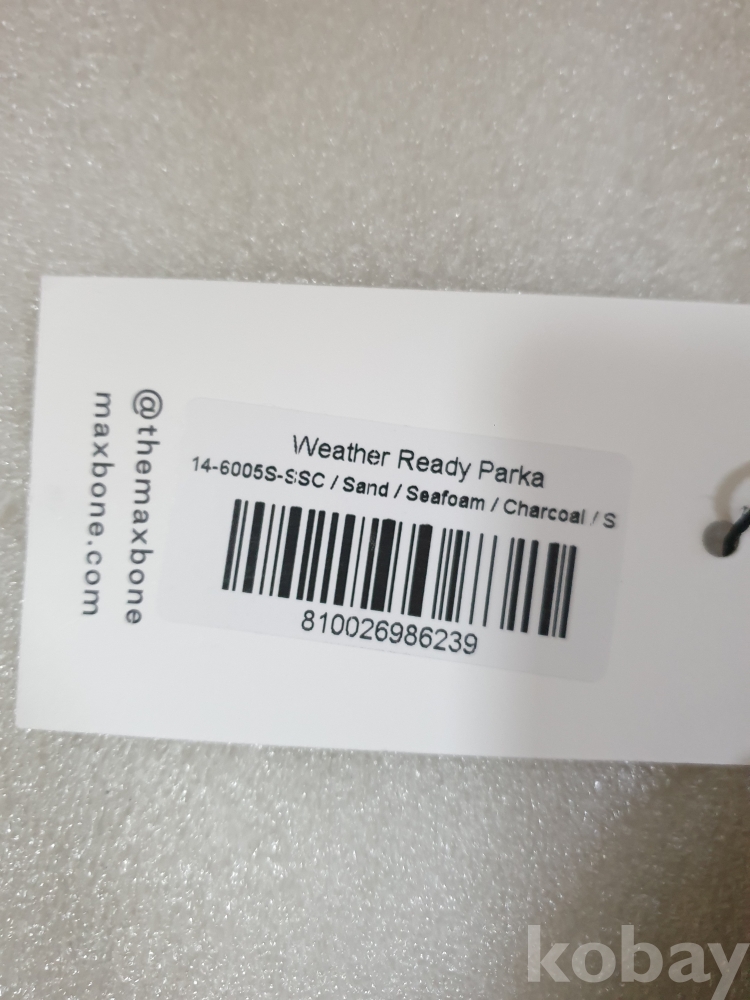 Weather Ready Parka
14-6005S-SSC / Sand / Seafoam / Charcoal / S
810026986239
@themaxbone
maxbone.com
kobay